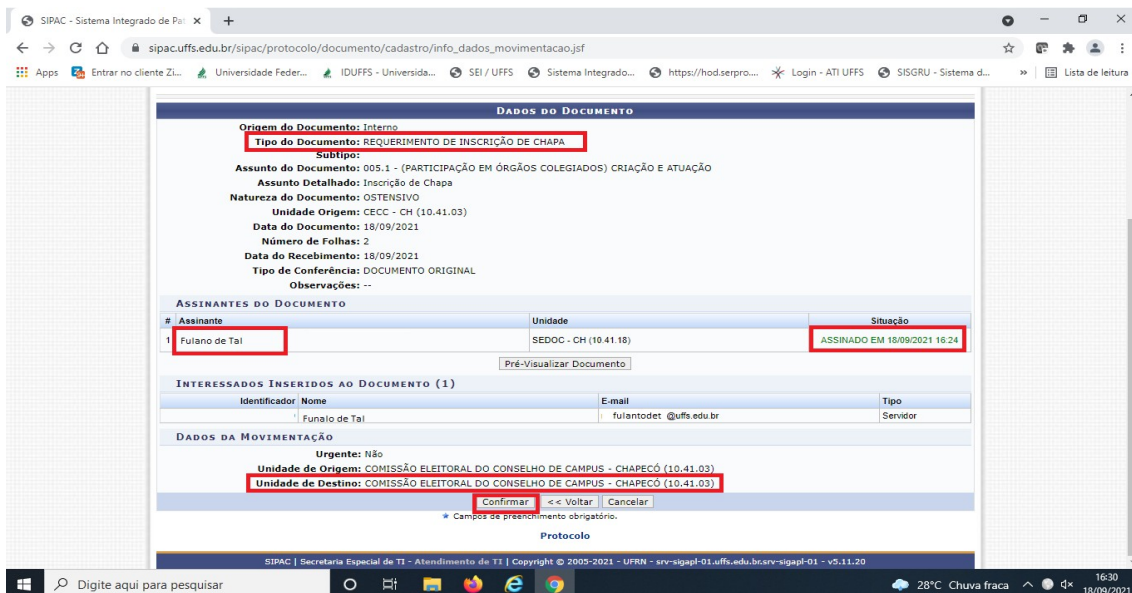 SIPAC - Sistema Integrado de Pat
sipac.uffs.edu.br/sipac/protocolo/documento/cadastro/info_dados_movimentacao.jsf
Apps Entrar no cliente Zi... Universidade Feder... IDUFFS - Universida... SEI / UFFS Sistema Integrado... https://hod.serpro.... Login - ATI UFFS SISGRU - Sistema d... » Lista de leitura
DADOS DO DOCUMENTO
Origem do Documento: Interno
Tipo do Documento: REQUERIMENTO DE INSCRIÇÃO DE CHAPA
Subtipo:
Assunto do Documento: 005.1 - (PARTICIPAÇÃO EM ÓRGÃOS COLEGIADOS) CRIAÇÃO E ATUAÇÃO
Assunto Detalhado: Inscrição de Chapa
Natureza do Documento: OSTENSIVO
Unidade Origem: CECC - CH (10.41.03)
Data do Documento: 18/09/2021
Número de Folhas: 2
Data do Recebimento: 18/09/2021
Tipo de Conferência: DOCUMENTO ORIGINAL
Observações: --
ASSINANTES DO DOCUMENTO
# Assinante Unidade Situação
1 Fulano de Tal SEDOC - CH (10.41.18) ASSINADO EM 18/09/2021 16:24
Pré-Visualizar Documento
INTERESSADOS INSERIDOS AO DOCUMENTO (1)
Identificador Nome E-mail Tipo
Funalo de Tal fulantodet @uffs.edu.br Servidor
DADOS DA MOVIMENTAÇÃO
Urgente: Não
Unidade de Origem: COMISSÃO ELEITORAL DO CONSELHO DE CAMPUS - CHAPECÓ (10.41.03)
Unidade de Destino: COMISSÃO ELEITORAL DO CONSELHO DE CAMPUS - CHAPECÓ (10.41.03)
Confirmar << Voltar Cancelar
Campos de preenchimento obrigatório.
Protocolo
SIPAC | Secretaria Especial de TI - Atendimento de TI | Copyright © 2005-2021 - UFRN - srv-sigapl-01.uffs.edu.br.srv-sigapl-01 - v5.11.20
Digite aqui para pesquisar 28°C Chuva fraca 16:30
18/09/2021